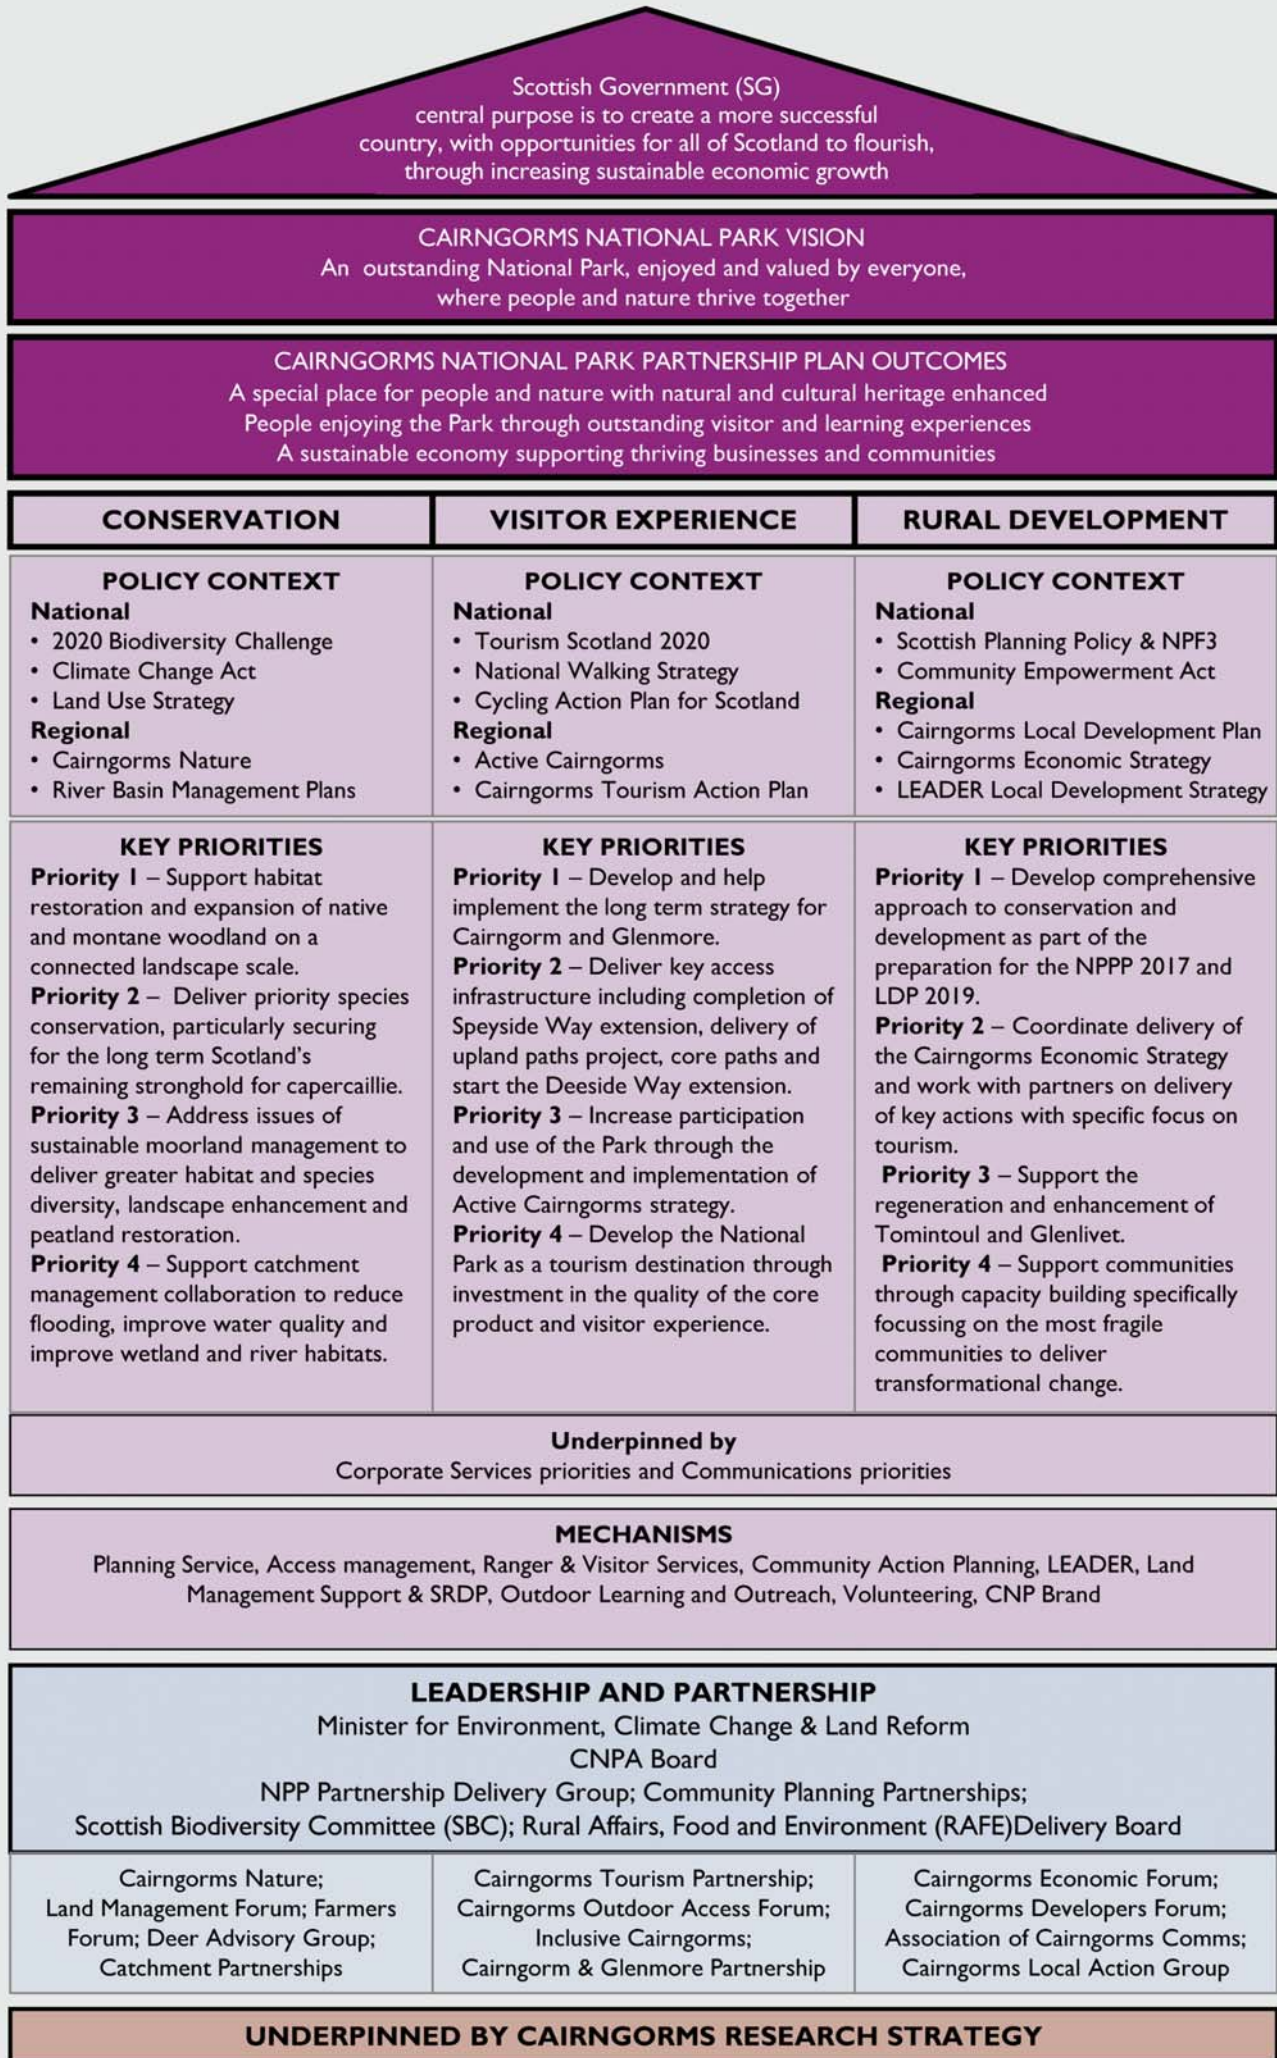 Scottish Government (SG)
central purpose is to create a more successful
country, with opportunities for all of Scotland to flourish,
through increasing sustainable economic growth
CAIRNGORMS NATIONAL PARK VISION
An outstanding National Park, enjoyed and valued by everyone,
where people and nature thrive together
CAIRNGORMS NATIONAL PARK PARTNERSHIP PLAN OUTCOMES
A special place for people and nature with natural and cultural heritage enhanced
People enjoying the Park through outstanding visitor and learning experiences
A sustainable economy supporting thriving businesses and communities
CONSERVATION
POLICY CONTEXT
National
• 2020 Biodiversity Challenge
• Climate Change Act
• Land Use Strategy
Regional
• Cairngorms Nature
• River Basin Management Plans
KEY PRIORITIES
Priority 1 – Support habitat
restoration and expansion of native
and montane woodland on a
connected landscape scale.
Priority 2 – Deliver priority species
conservation, particularly securing
for the long term Scotland's
remaining stronghold for capercaillie.
Priority 3 – Address issues of
sustainable moorland management to
deliver greater habitat and species
diversity, landscape enhancement and
peatland restoration.
Priority 4 – Support catchment
management collaboration to reduce
flooding, improve water quality and
improve wetland and river habitats.
VISITOR EXPERIENCE
POLICY CONTEXT
National
• Tourism Scotland 2020
• National Walking Strategy
• Cycling Action Plan for Scotland
Regional
• Active Cairngorms
• Cairngorms Tourism Action Plan
KEY PRIORITIES
Priority 1 – Develop and help
implement the long term strategy for
Cairngorm and Glenmore.
Priority 2 – Deliver key access
infrastructure including completion of
Speyside Way extension, delivery of
upland paths project, core paths and
start the Deeside Way extension.
Priority 3 – Increase participation
and use of the Park through the
development and implementation of
Active Cairngorms strategy.
Priority 4 – Develop the National
Park as a tourism destination through
investment in the quality of the core
product and visitor experience.
RURAL DEVELOPMENT
POLICY CONTEXT
National
• Scottish Planning Policy & NPF3
• Community Empowerment Act
Regional
• Cairngorms Local Development Plan
• Cairngorms Economic Strategy
• LEADER Local Development Strategy
KEY PRIORITIES
Priority 1 – Develop comprehensive
approach to conservation and
development as part of the
preparation for the NPPP 2017 and
LDP 2019.
Priority 2 – Coordinate delivery of
the Cairngorms Economic Strategy
and work with partners on delivery
of key actions with specific focus on
tourism.
Priority 3 – Support the
regeneration and enhancement of
Tomintoul and Glenlivet.
Priority 4 – Support communities
through capacity building specifically
focussing on the most fragile
communities to deliver
transformational change.
Underpinned by
Corporate Services priorities and Communications priorities
MECHANISMS
Planning Service, Access management, Ranger & Visitor Services, Community Action Planning, LEADER, Land
Management Support & SRDP, Outdoor Learning and Outreach, Volunteering, CNP Brand
LEADERSHIP AND PARTNERSHIP
Minister for Environment, Climate Change & Land Reform
CNPA Board
NPP Partnership Delivery Group; Community Planning Partnerships;
Scottish Biodiversity Committee (SBC); Rural Affairs, Food and Environment (RAFE)Delivery Board
Cairngorms Nature;
Land Management Forum; Farmers
Forum; Deer Advisory Group;
Catchment Partnerships
Cairngorms Tourism Partnership;
Cairngorms Outdoor Access Forum;
Inclusive Cairngorms;
Cairngorm & Glenmore Partnership
Cairngorms Economic Forum;
Cairngorms Developers Forum;
Association of Cairngorms Comms;
Cairngorms Local Action Group
UNDERPINNED BY CAIRNGORMS RESEARCH STRATEGY